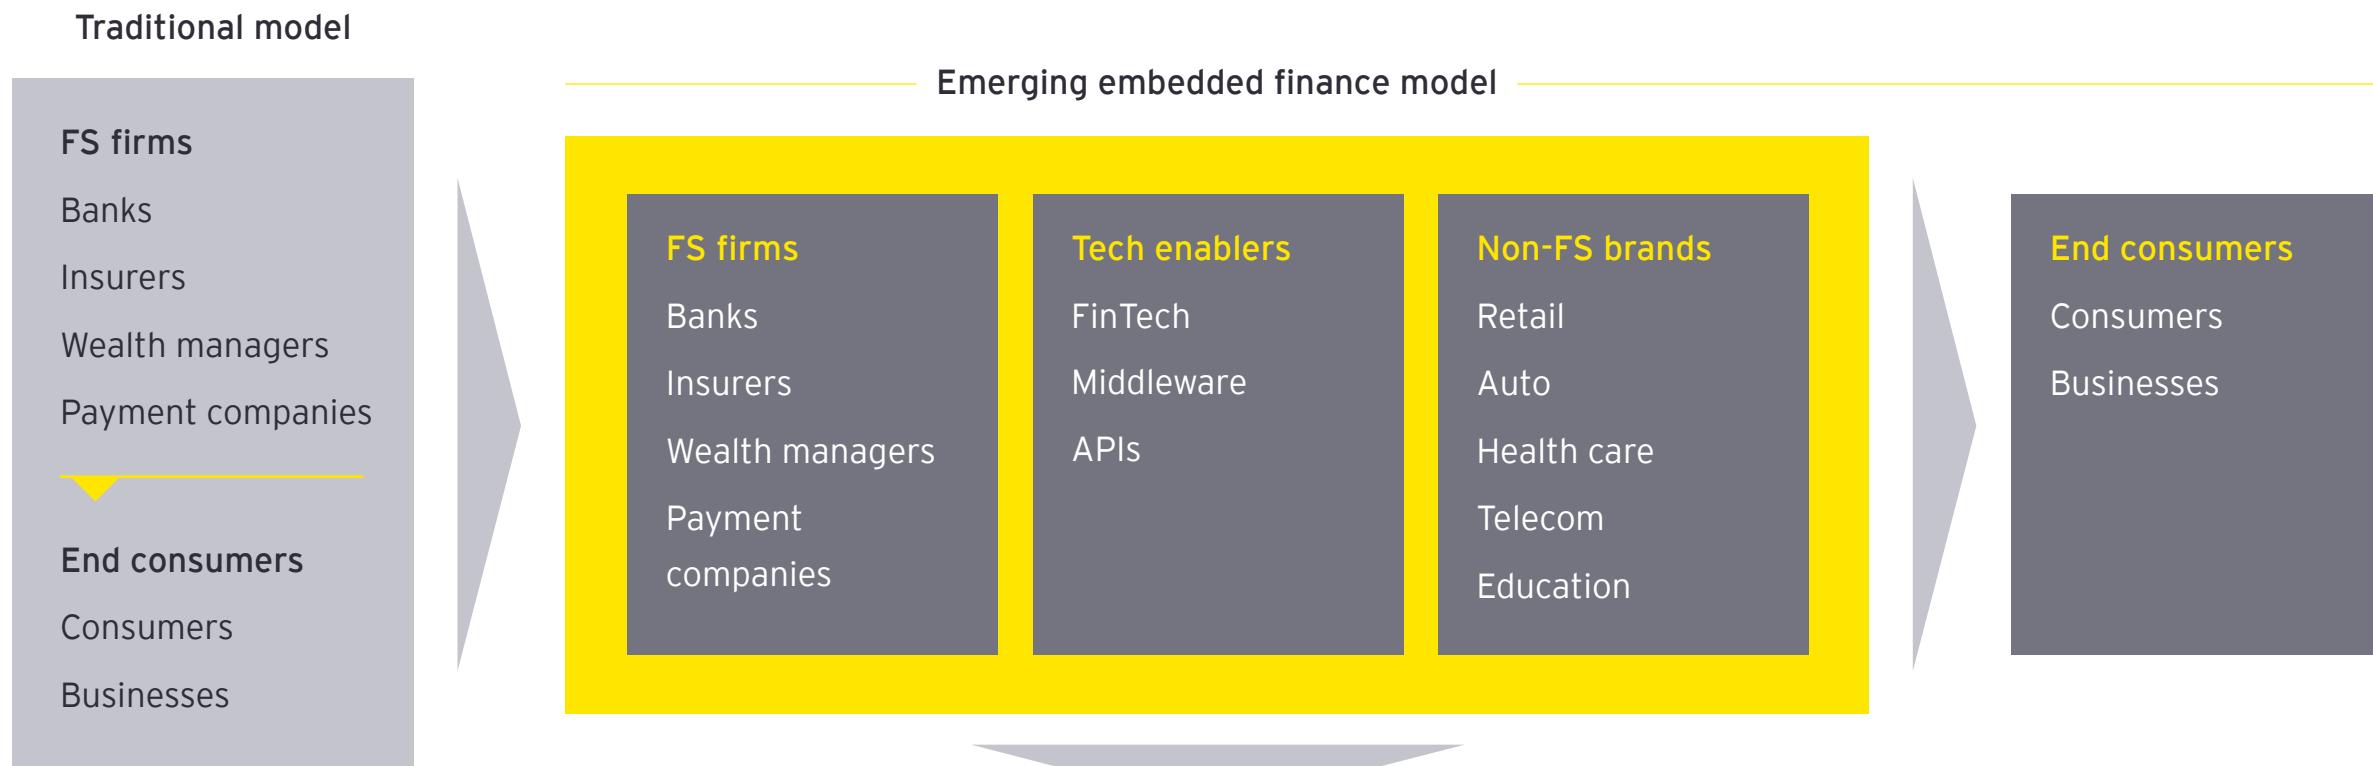 Traditional model
FS firms
Banks
Insurers
Wealth managers
Payment companies
End consumers
Consumers
Businesses
Emerging embedded finance model
FS firms
Banks
Insurers
Wealth managers
Payment
companies
Tech enablers
FinTech
Middleware
APIs
Non-FS brands
Retail
Auto
Health care
Telecom
Education
End consumers
Consumers
Businesses